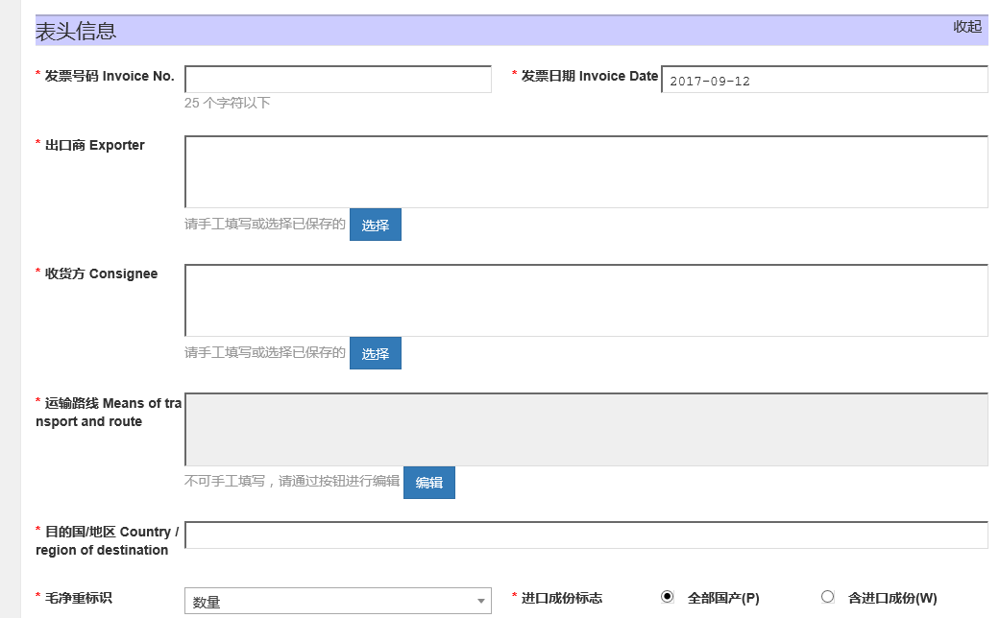 表头信息 收起
* 发票号码 Invoice No. * 发票日期 Invoice Date 2017-09-12
25 个字符以下
* 出口商 Exporter
请手工填写或选择已保存的 选择
* 收货方 Consignee
请手工填写或选择已保存的 选择
* 运输路线 Means of tra
nsport and route
不可手工填写，请通过按钮进行编辑 编辑
* 目的国/地区 Country /
region of destination
* 毛净重标识 数量 * 进口成份标志 全部国产(P) 含进口成份(W)